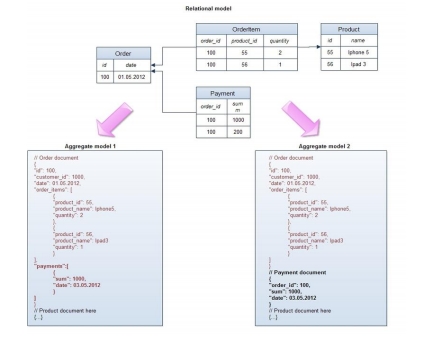 Relational model
OrderItem
order_id product_id quantity
100 55 2
100 56 1
Product
id name
55 Iphone 5
56 Ipad 3
Order
id date
100 01.05.2012
Payment
order_id sum
m
100 1000
100 200
Aggregate model 1
// Order document
{
"id": 100,
"customer_id": 1000,
"date": 01.05.2012,
"order_items": [
{
"product_id": 55,
"product_name": Iphone5,
"quantity": 2
},
{
"product_id": 56,
"product_name": Ipad3
"quantity": 1
}
],
"payments":[
{
"sum": 1000,
"date": 03.05.2012
}
]
}
// Product document here
{...}
Aggregate model 2
// Order document
{
"id": 100,
"customer_id": 1000,
"date": 01.05.2012,
"order_items": [
{
"product_id": 55,
"product_name": Iphone5,
"quantity": 2
},
{
"product_id": 56,
"product_name": Ipad3
"quantity": 1
}
]
}
// Payment document
{
"order_id": 100,
"sum": 1000,
"date": 03.05.2012
}
// Product document here
{...}